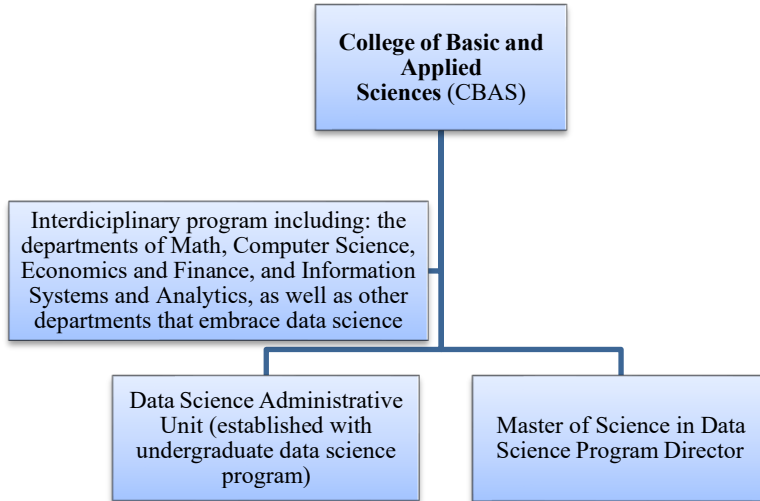 College of Basic and
Applied
Sciences (CBAS)
Interdiciplinary program including: the
departments of Math, Computer Science,
Economics and Finance, and Information
Systems and Analytics, as well as other
departments that embrace data science
Data Science Administrative
Unit (established with
undergraduate data science
program)
Master of Science in Data
Science Program Director